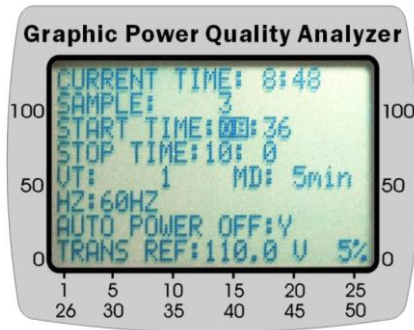 Graphic Power Quality Analyzer
CURRENT TIME: 8:48
SAMPLE: 3
START TIME:08:36
STOP TIME:10: 0
VT: 1 MD: 5min
HZ:60HZ
AUTO POWER OFF:Y
TRANS REF:110.0 V 5%
100 100
50 50
0 0
1 5 10 15 20 25
26 30 35 40 45 50